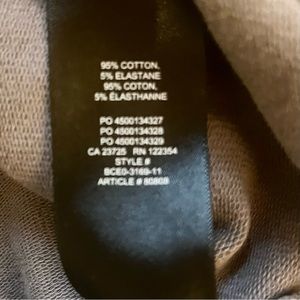 95% COTTON,
5% ELASTANE
95% COTON,
5% ÉLASTHANNE
PO 4500134327
PO 4500134328
PO 4500134329
CA 23725 RN 122354
STYLE #
BCE0-3169-11
ARTICLE # 80808